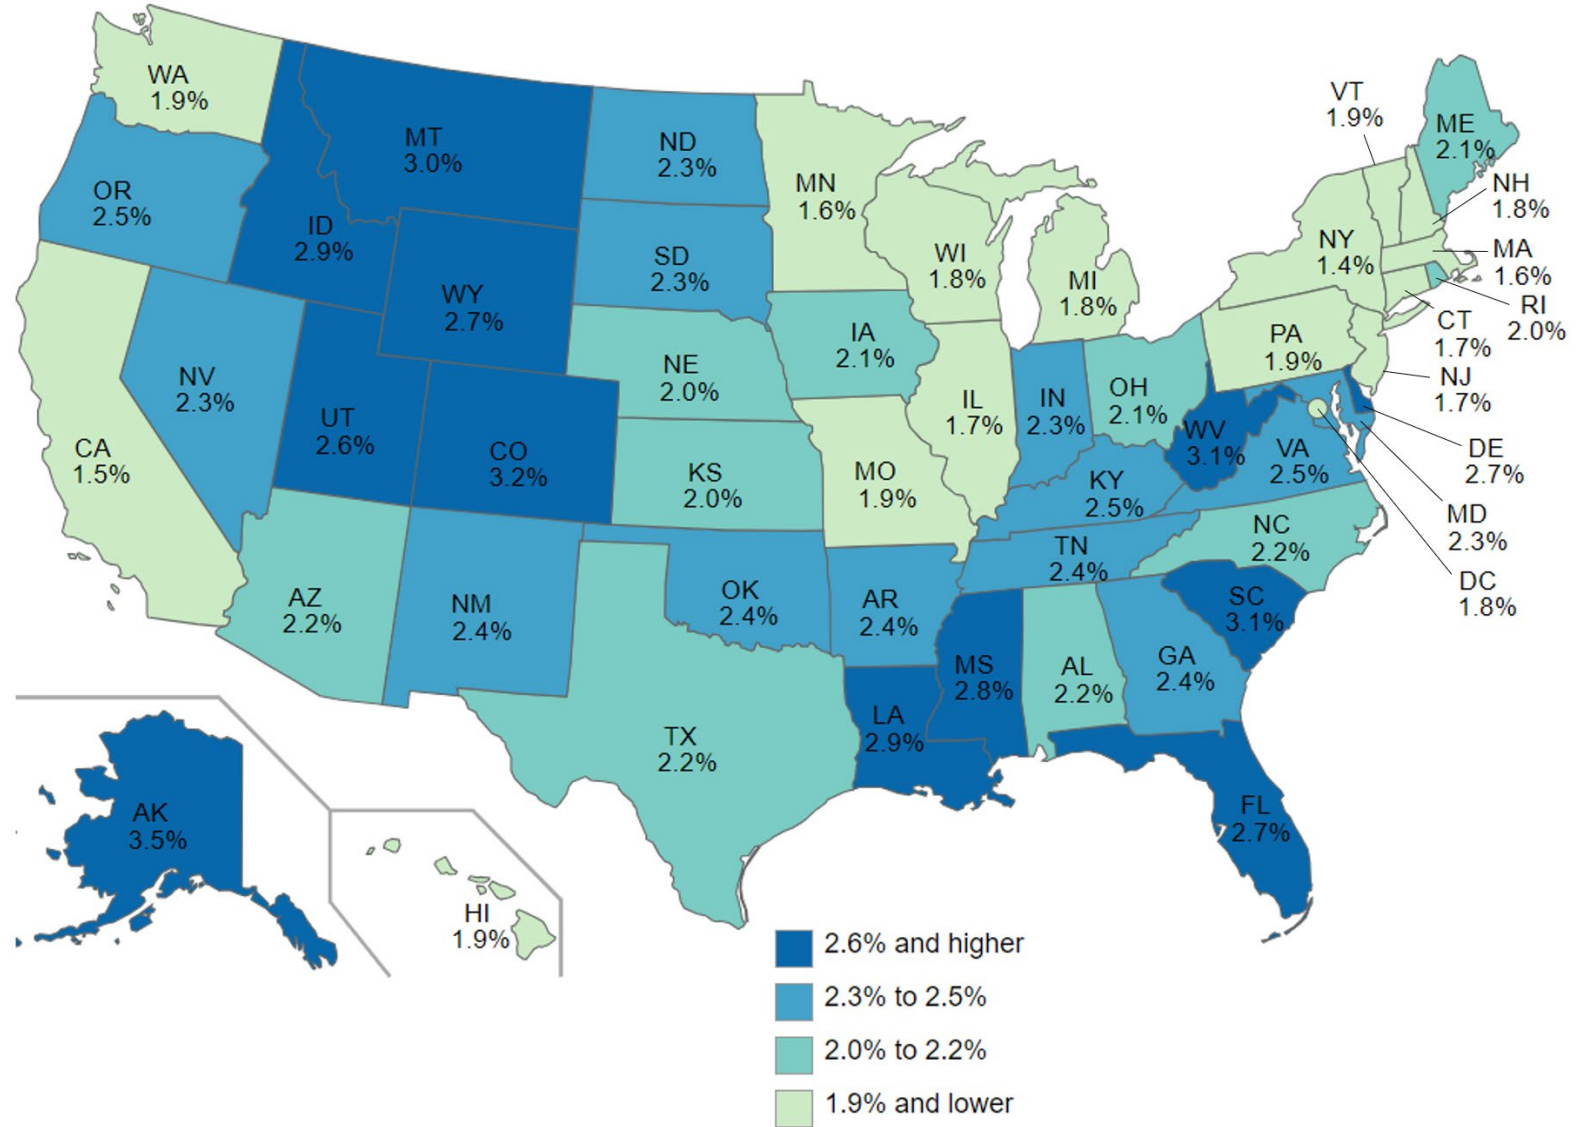 WA
1.9%
MT
3.0%
ND
2.3%
MN
1.6%
VT
1.9%
ME
2.1%
OR
2.5%
ID
2.9%
SD
2.3%
WI
1.8%
MI
1.8%
NY
1.4%
NH
1.8%
MA
1.6%
RI
2.0%
CT
1.7%
NJ
1.7%
WY
2.7%
IA
2.1%
PA
1.9%
NV
2.3%
UT
2.6%
CO
3.2%
NE
2.0%
IL
1.7%
IN
2.3%
OH
2.1%
WV
3.1%
VA
2.5%
DE
2.7%
MD
2.3%
DC
1.8%
CA
1.5%
KS
2.0%
MO
1.9%
KY
2.5%
NC
2.2%
TN
2.4%
AZ
2.2%
NM
2.4%
OK
2.4%
AR
2.4%
SC
3.1%
MS
2.8%
AL
2.2%
GA
2.4%
TX
2.2%
LA
2.9%
FL
2.7%
AK
3.5%
HI
1.9%
2.6% and higher
2.3% to 2.5%
2.0% to 2.2%
1.9% and lower